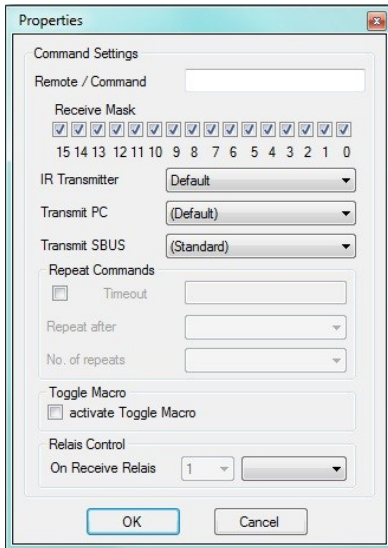 Properties
Command Settings
Remote / Command
Receive Mask
15 14 13 12 11 10 9 8 7 6 5 4 3 2 1 0
IR Transmitter Default
Transmit PC (Default)
Transmit SBUS (Standard)
Repeat Commands
Timeout
Repeat after
No. of repeats
Toggle Macro
activate Toggle Macro
Relais Control
On Receive Relais 1
OK Cancel